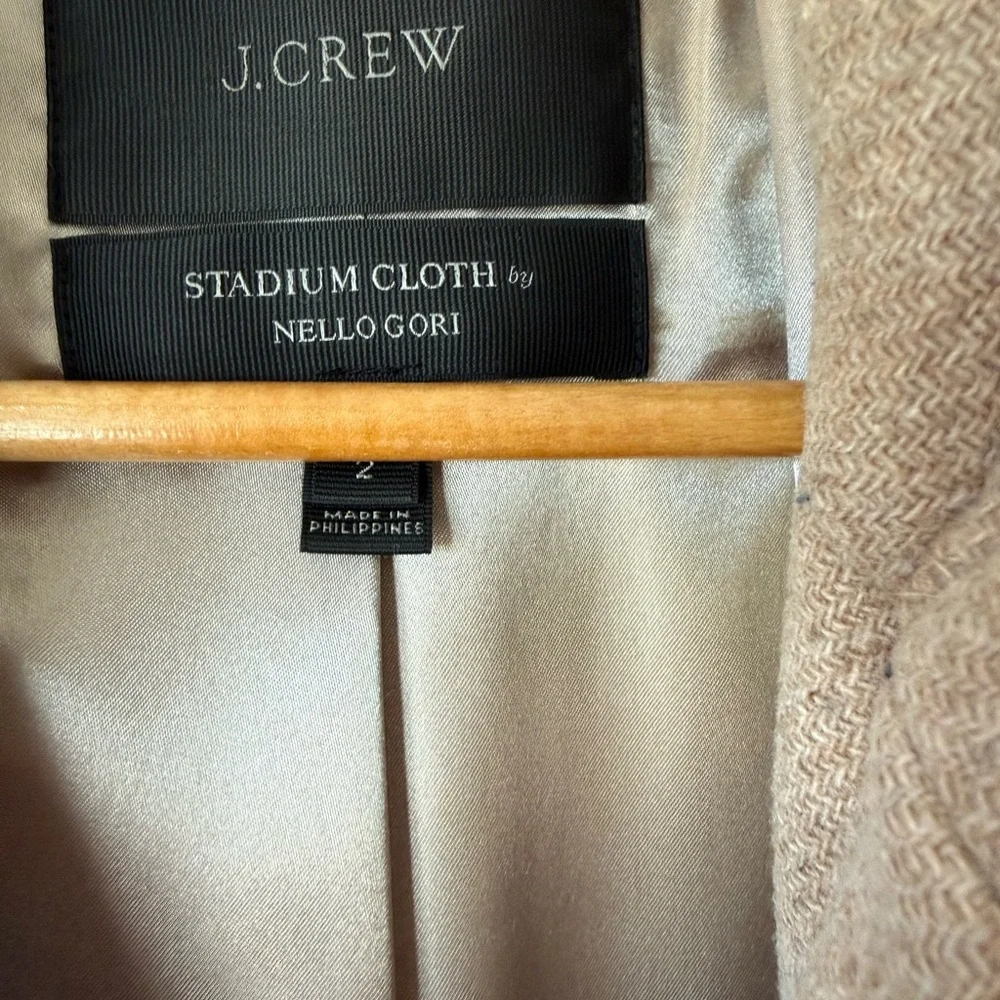 J.CREW
STADIUM CLOTH by
NELLO GORI
2
MADE IN
PHILIPPINES